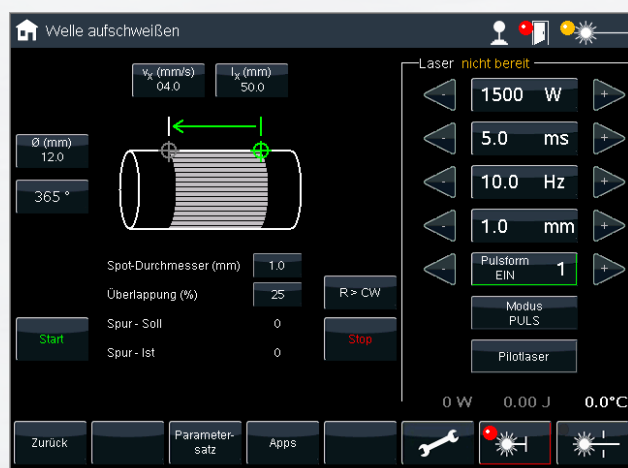 Welle aufschweißen
Laser nicht bereit
vx (mm/s)
04.0
lx (mm)
50.0
Ø (mm)
12.0
365 °
Spot-Durchmesser (mm) 1.0
Überlappung (%) 25
R > CW
Spur - Soll 0
Spur - Ist 0
Start
Stop
- 1500 W +
- 5.0 ms +
- 10.0 Hz +
- 1.0 mm +
- Pulsform
EIN 1 +
Modus
PULS
Pilotlaser
0 W 0.00 J 0.0°C
Zurück
Parameter-
satz
Apps